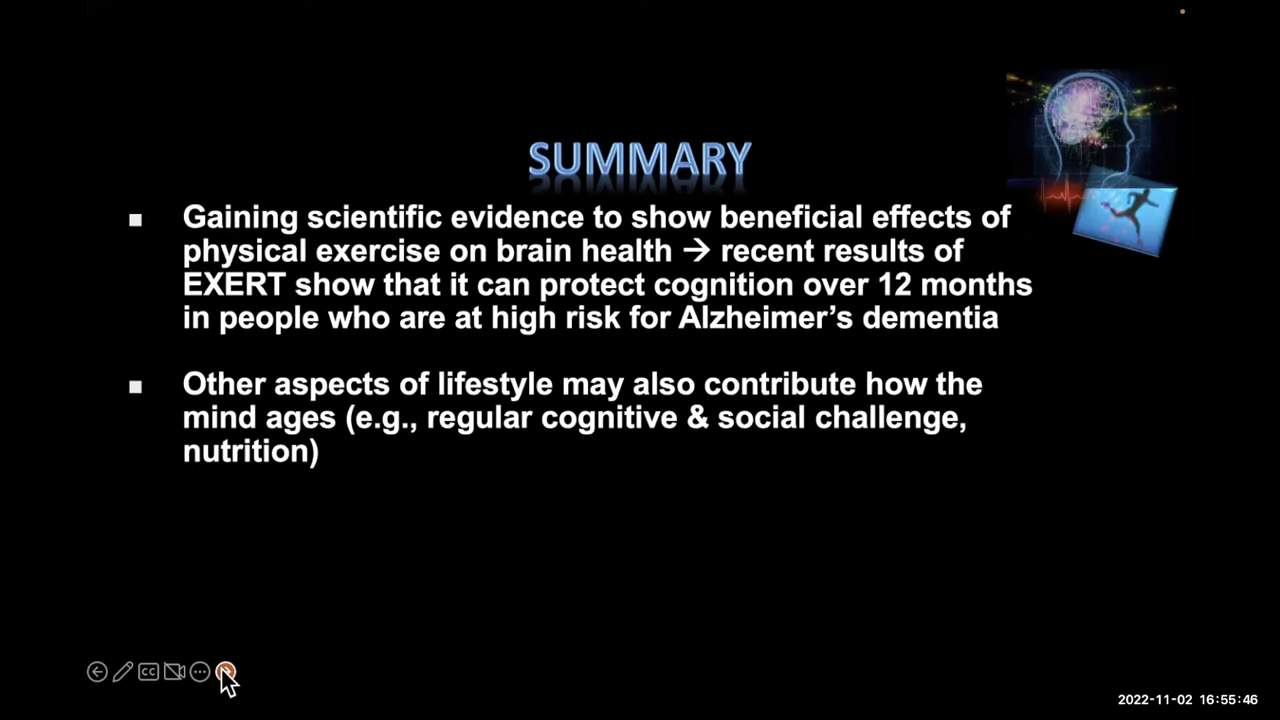 SUMMARY
▪ Gaining scientific evidence to show beneficial effects of
physical exercise on brain health → recent results of
EXERT show that it can protect cognition over 12 months
in people who are at high risk for Alzheimer’s dementia
▪ Other aspects of lifestyle may also contribute how the
mind ages (e.g., regular cognitive & social challenge,
nutrition)
CC
2022-11-02 16:55:46